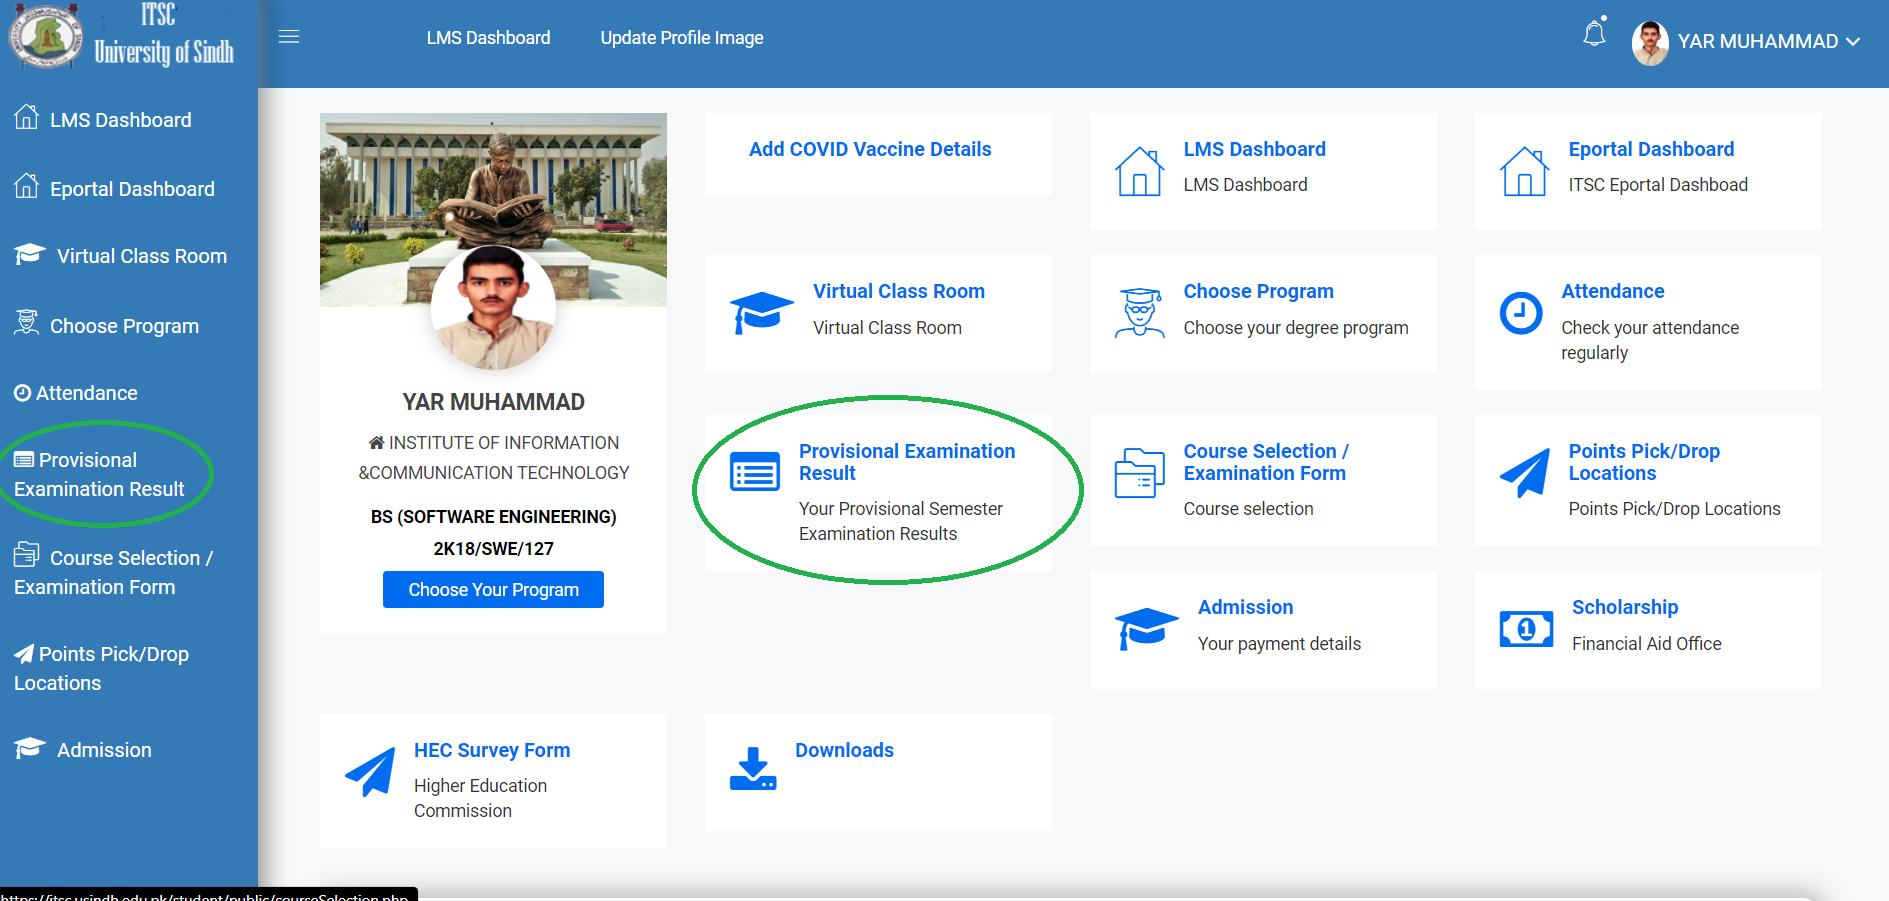 ITSC
University of Sindh
LMS Dashboard
Update Profile Image
YAR MUHAMMAD
LMS Dashboard
Eportal Dashboard
Virtual Class Room
Choose Program
Attendance
Provisional
Examination Result
Course Selection /
Examination Form
Points Pick/Drop
Locations
Admission
YAR MUHAMMAD
INSTITUTE OF INFORMATION
&COMMUNICATION TECHNOLOGY
BS (SOFTWARE ENGINEERING)
2K18/SWE/127
Choose Your Program
Add COVID Vaccine Details
LMS Dashboard
LMS Dashboard
Eportal Dashboard
ITSC Eportal Dashboad
Virtual Class Room
Virtual Class Room
Choose Program
Choose your degree program
Attendance
Check your attendance
regularly
Provisional Examination
Result
Your Provisional Semester
Examination Results
Course Selection /
Examination Form
Course selection
Points Pick/Drop
Locations
Points Pick/Drop Locations
Admission
Your payment details
1
Scholarship
Financial Aid Office
HEC Survey Form
Higher Education
Commission
Downloads
https://itsc.usindh.edu.pk/student/public/courseSelection.php